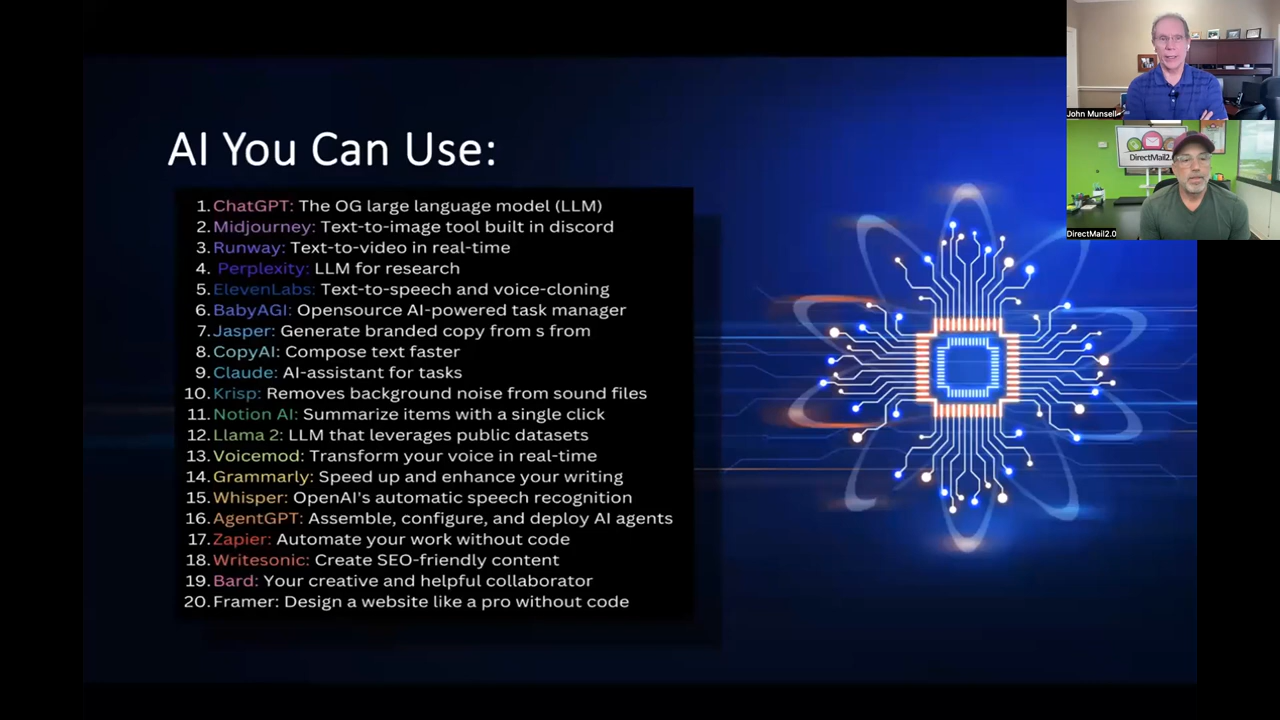 AI You Can Use:
1. ChatGPT: The OG large language model (LLM)
2. Midjourney: Text-to-image tool built in discord
3. Runway: Text-to-video in real-time
4. Perplexity: LLM for research
5. ElevenLabs: Text-to-speech and voice-cloning
6. BabyAGI: Opensource AI-powered task manager
7. Jasper: Generate branded copy from s from
8. CopyAI: Compose text faster
9. Claude: AI-assistant for tasks
10. Krisp: Removes background noise from sound files
11. Notion AI: Summarize items with a single click
12. Llama 2: LLM that leverages public datasets
13. Voicemod: Transform your voice in real-time
14. Grammarly: Speed up and enhance your writing
15. Whisper: OpenAI's automatic speech recognition
16. AgentGPT: Assemble, configure, and deploy AI agents
17. Zapier: Automate your work without code
18. Writesonic: Create SEO-friendly content
19. Bard: Your creative and helpful collaborator
20. Framer: Design a website like a pro without code
John Munsell
DirectMail2.
DirectMail2.0